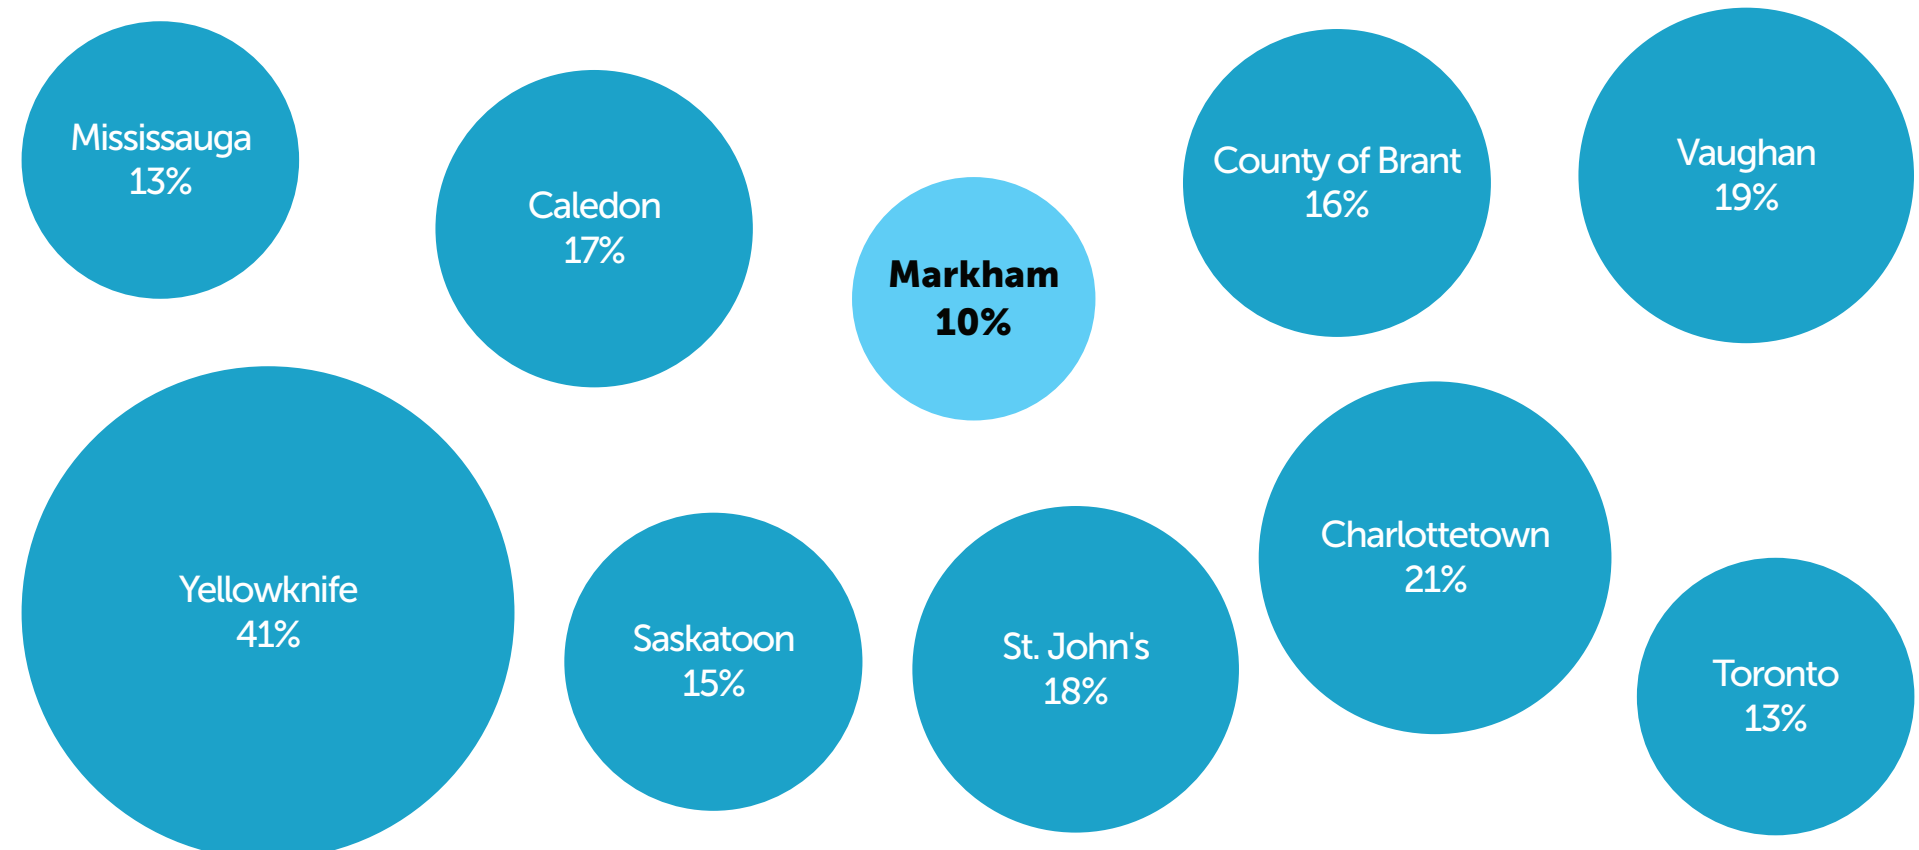 Mississauga
13%
Caledon
17%
Markham
10%
County of Brant
16%
Vaughan
19%
Yellowknife
41%
Saskatoon
15%
St. John's
18%
Charlottetown
21%
Toronto
13%